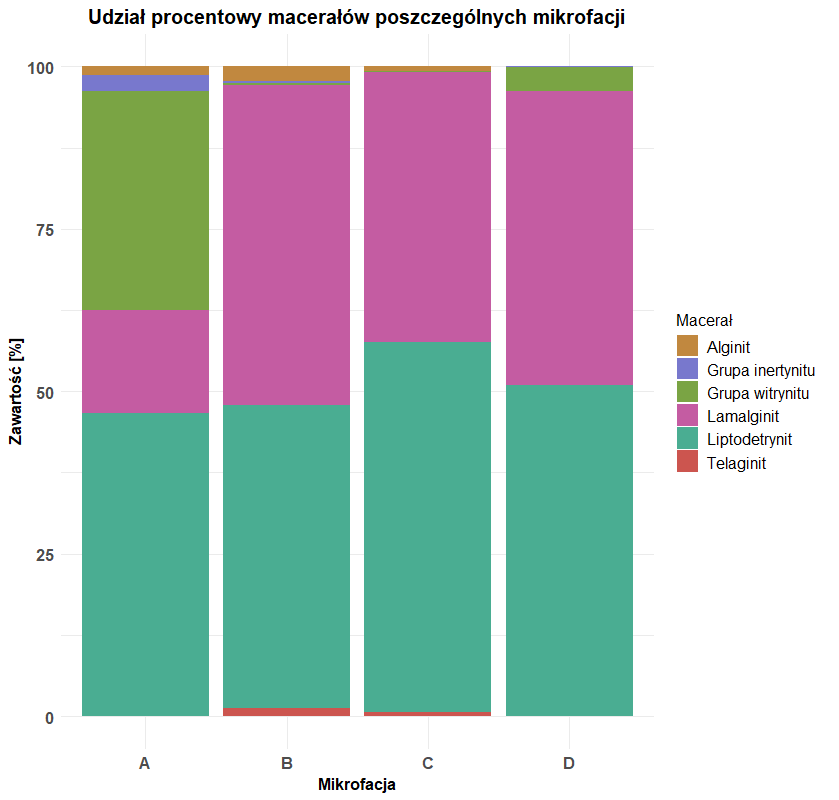 Udział procentowy macerałów poszczególnych mikrofacji
100
75
50
25
0
Zawartość [%]
A B C D
Mikrofacja
Macerał
Alginit
Grupa inertynitu
Grupa witrynitu
Lamalginit
Liptodetrynit
Telaginit